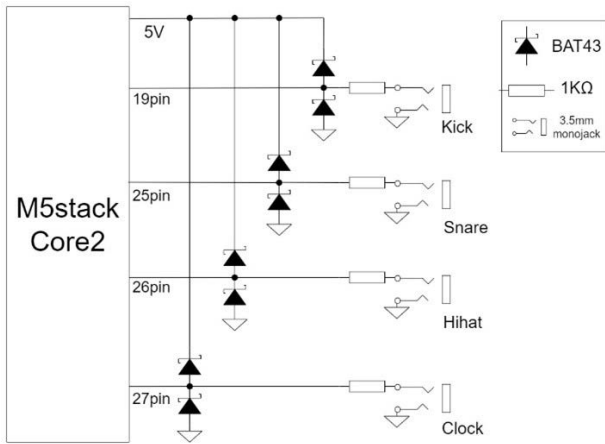 5V
BAT43
19pin
1KΩ
Kick
3.5mm
monojack
25pin
M5stack
Core2
Snare
26pin
Hihat
27pin
Clock